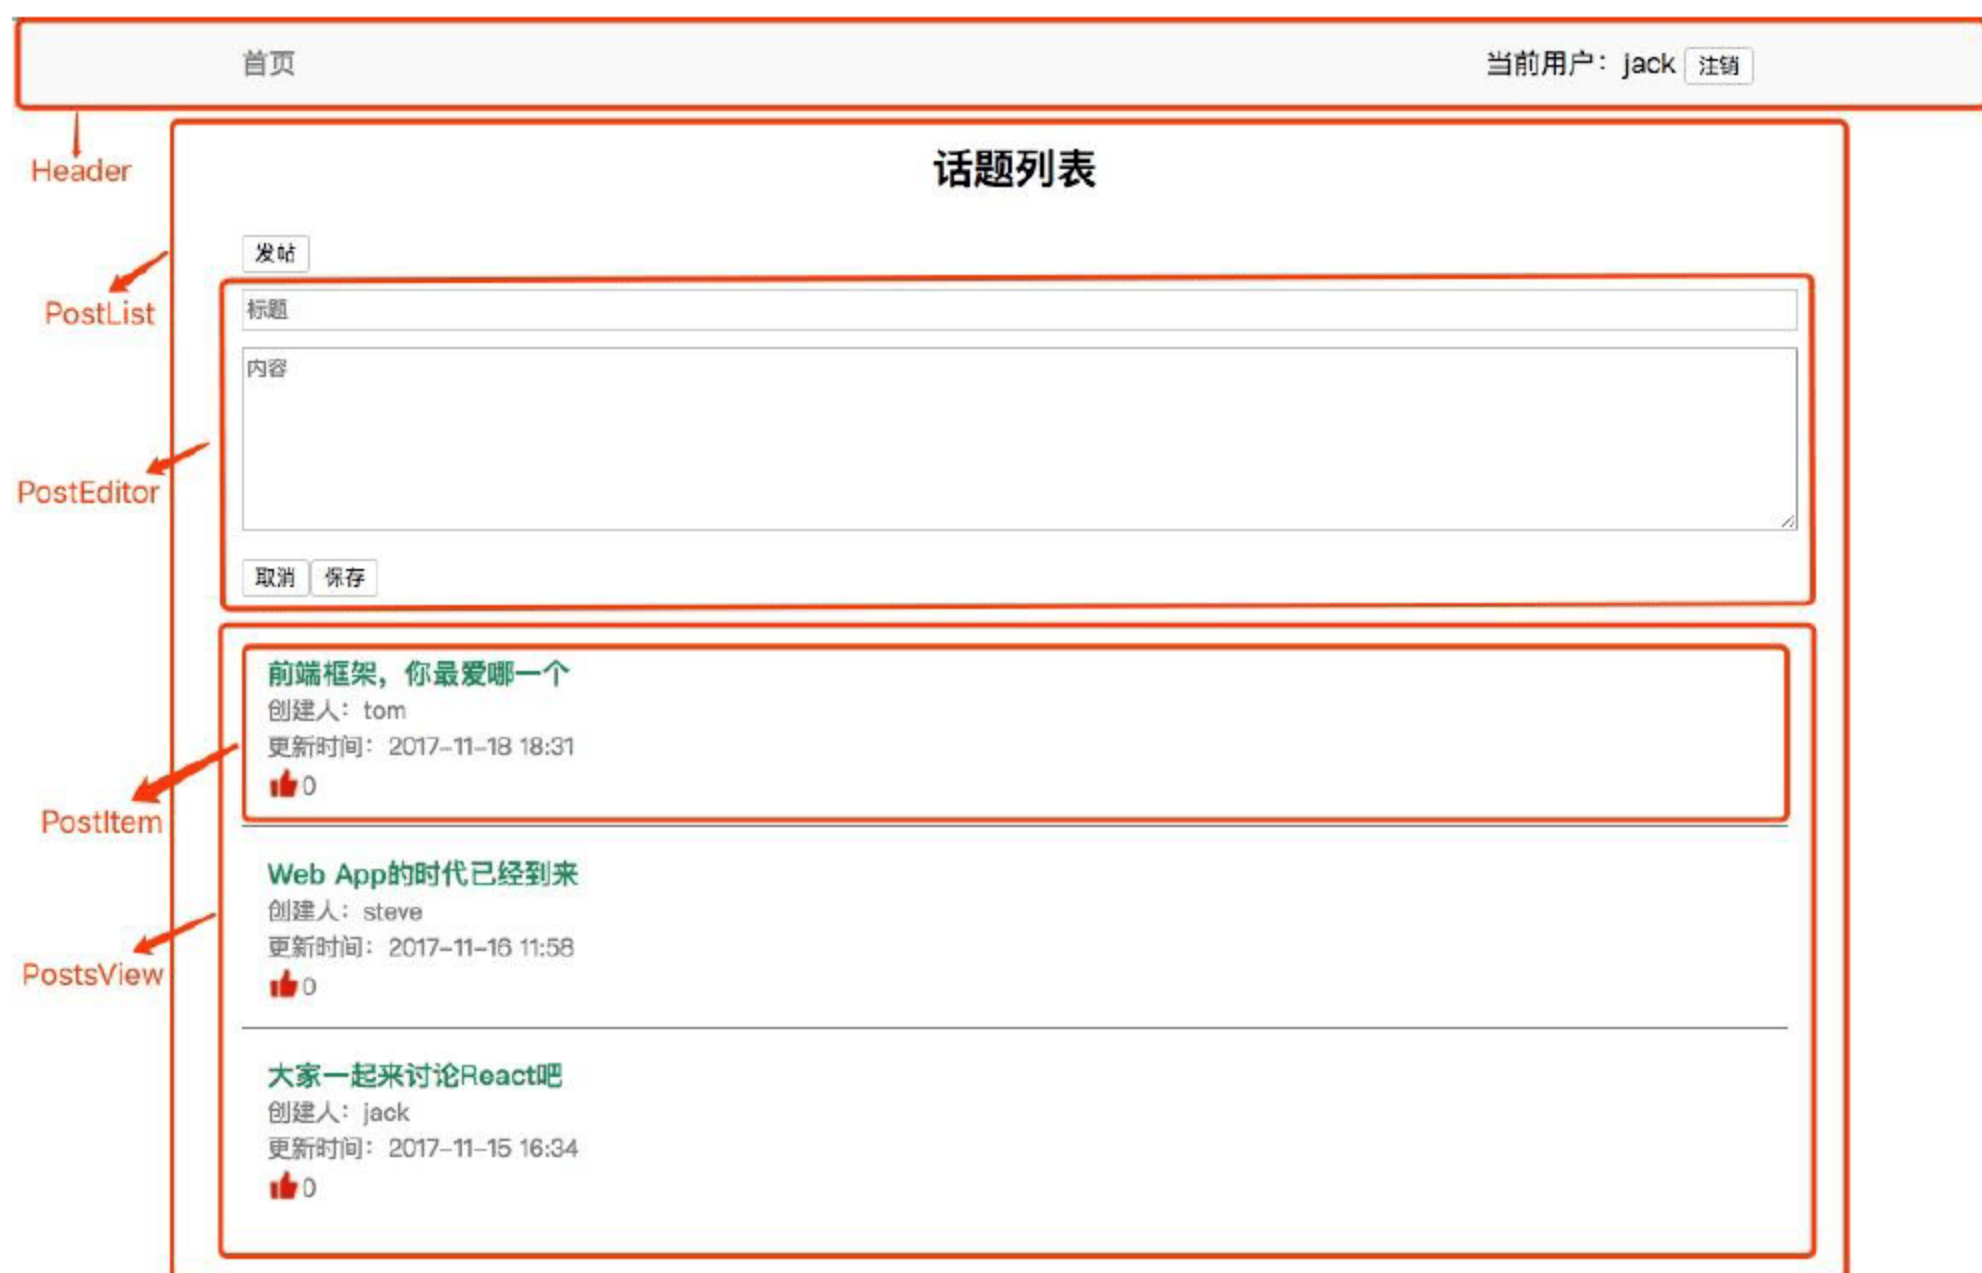 首页
当前用户：jack 注销
Header
话题列表
发帖
PostList
标题
内容
PostEditor
取消 保存
前端框架，你最爱哪一个
创建人：tom
更新时间：2017-11-18 18:31
0
PostItem
Web App的时代已经到来
创建人：steve
更新时间：2017-11-16 11:58
0
PostsView
大家一起来讨论React吧
创建人：jack
更新时间：2017-11-15 16:34
0